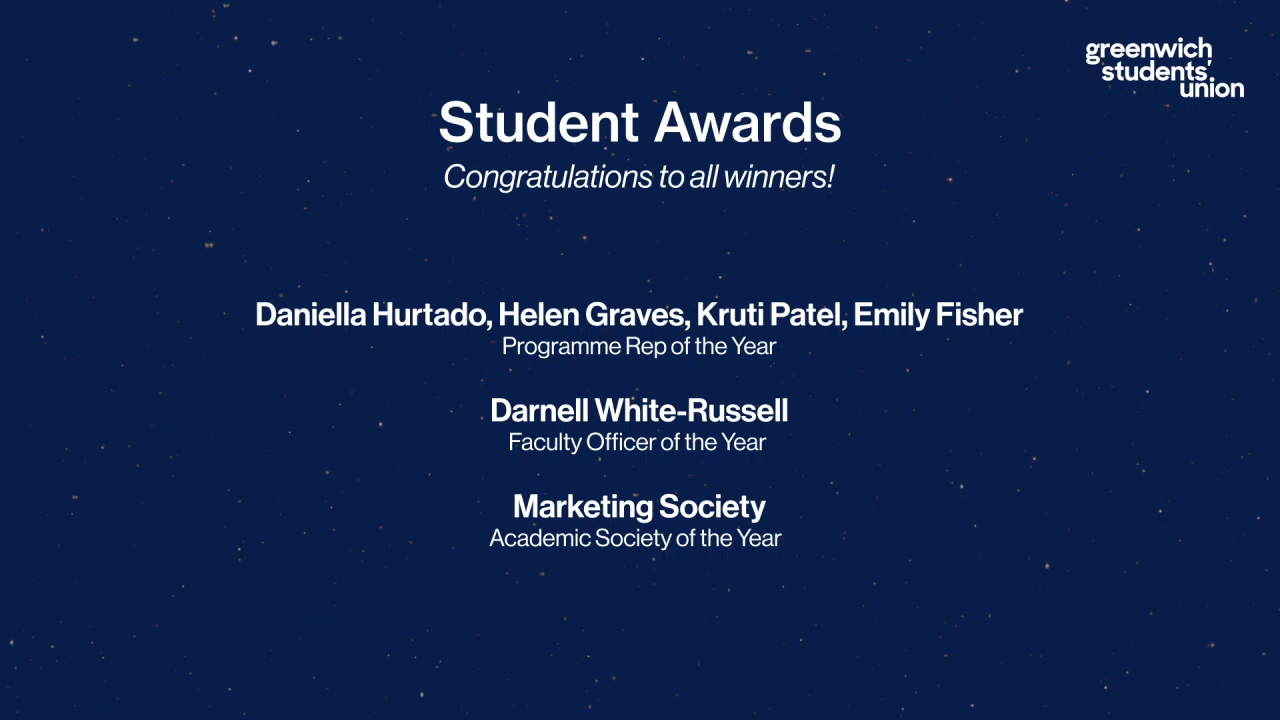 greenwich
students'
union
Student Awards
Congratulations to all winners!
Daniella Hurtado, Helen Graves, Kruti Patel, Emily Fisher
Programme Rep of the Year
Darnell White-Russell
Faculty Officer of the Year
Marketing Society
Academic Society of the Year